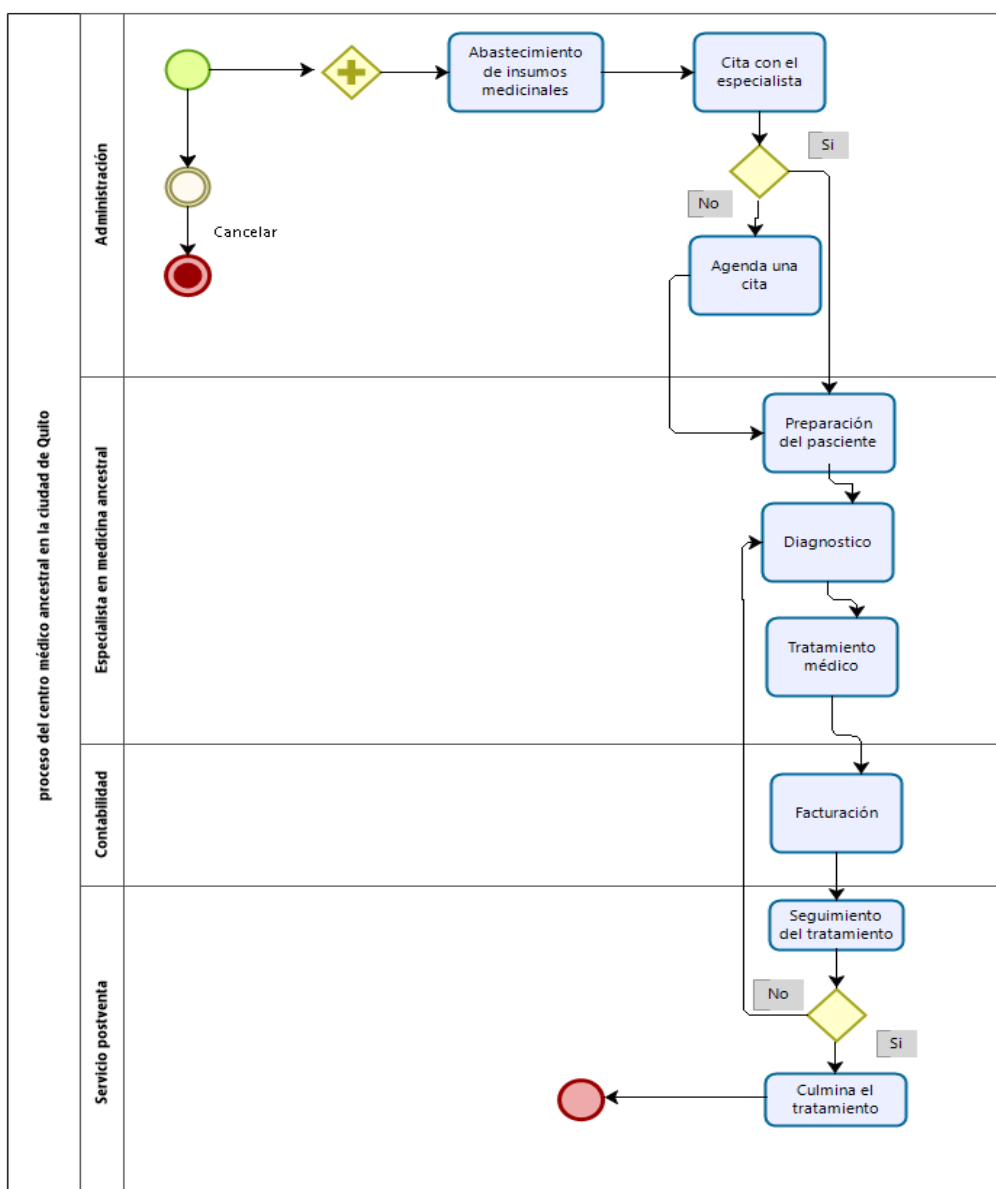 proceso del centro médico ancestral en la ciudad de Quito
Administración
Abastecimiento
de insumos
medicinales
Cita con el
especialista
Si
No
Cancelar
Agenda una
cita
Especialista en medicina ancestral
Preparación
del pasciente
Diagnostico
Tratamiento
médico
Contabilidad
Facturación
Servicio postventa
Seguimiento
del tratamiento
No
Si
Culmina el
tratamiento